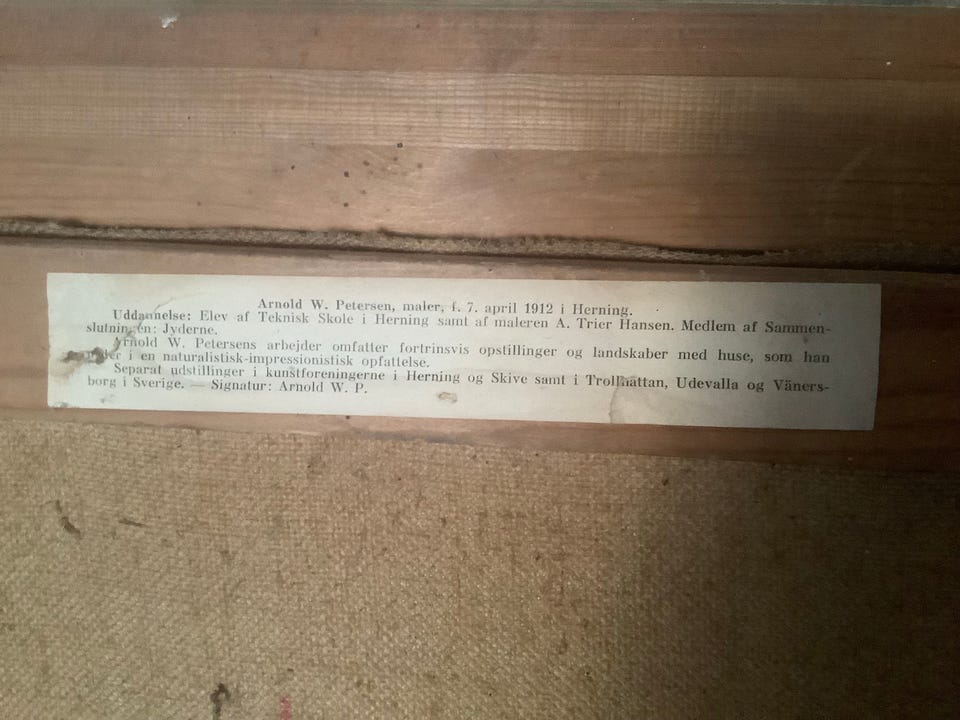 Arnold W. Petersen, maler, f. 7. april 1912 i Herning.
Uddannelse: Elev af Teknisk Skole i Herning samt af maleren A. Trier Hansen. Medlem af Sammen-
slutningen: Jyderne.
Arnold W. Petersens arbejder omfatter fortrinsvis opstillinger og landskaber med huse, som han
i en naturalistisk-impressionistisk opfattelse.
Separat udstillinger i kunstforeningerne i Herning og Skive samt i Trollhättan, Udevalla og Väners-
borg i Sverige. — Signatur: Arnold W. P.